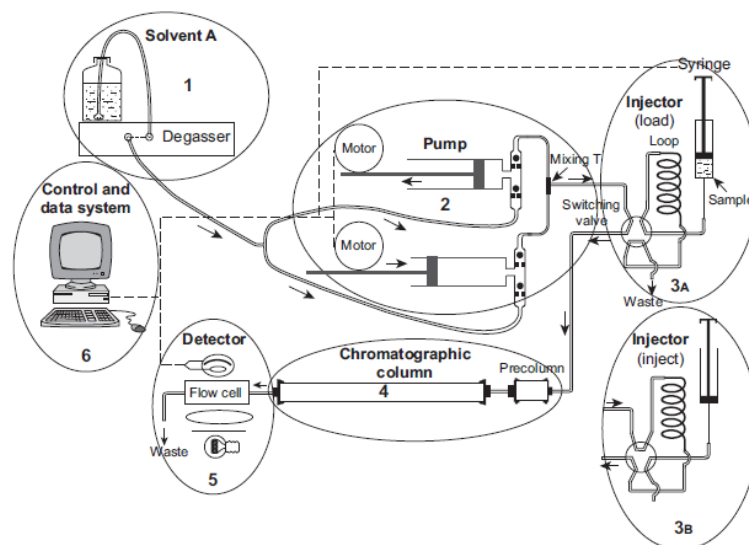 Solvent A
1
Degasser
Control and
data system
6
Motor
Pump
2
Motor
Mixing T
Switching
valve
Syringe
Injector
(load)
Loop
Sample
Waste
3A
Detector
Flow cell
Waste
5
Chromatographic
column
4
Precolumn
Injector
(inject)
3B